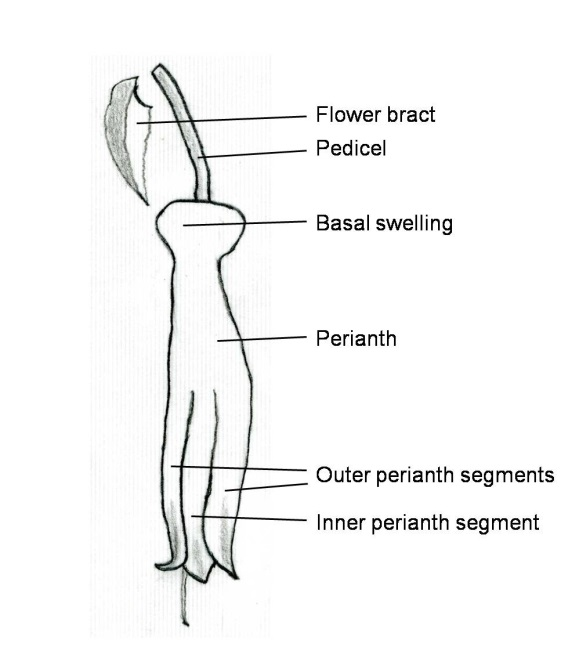 Flower bract
Pedicel
Basal swelling
Perianth
Outer perianth segments
Inner perianth segment